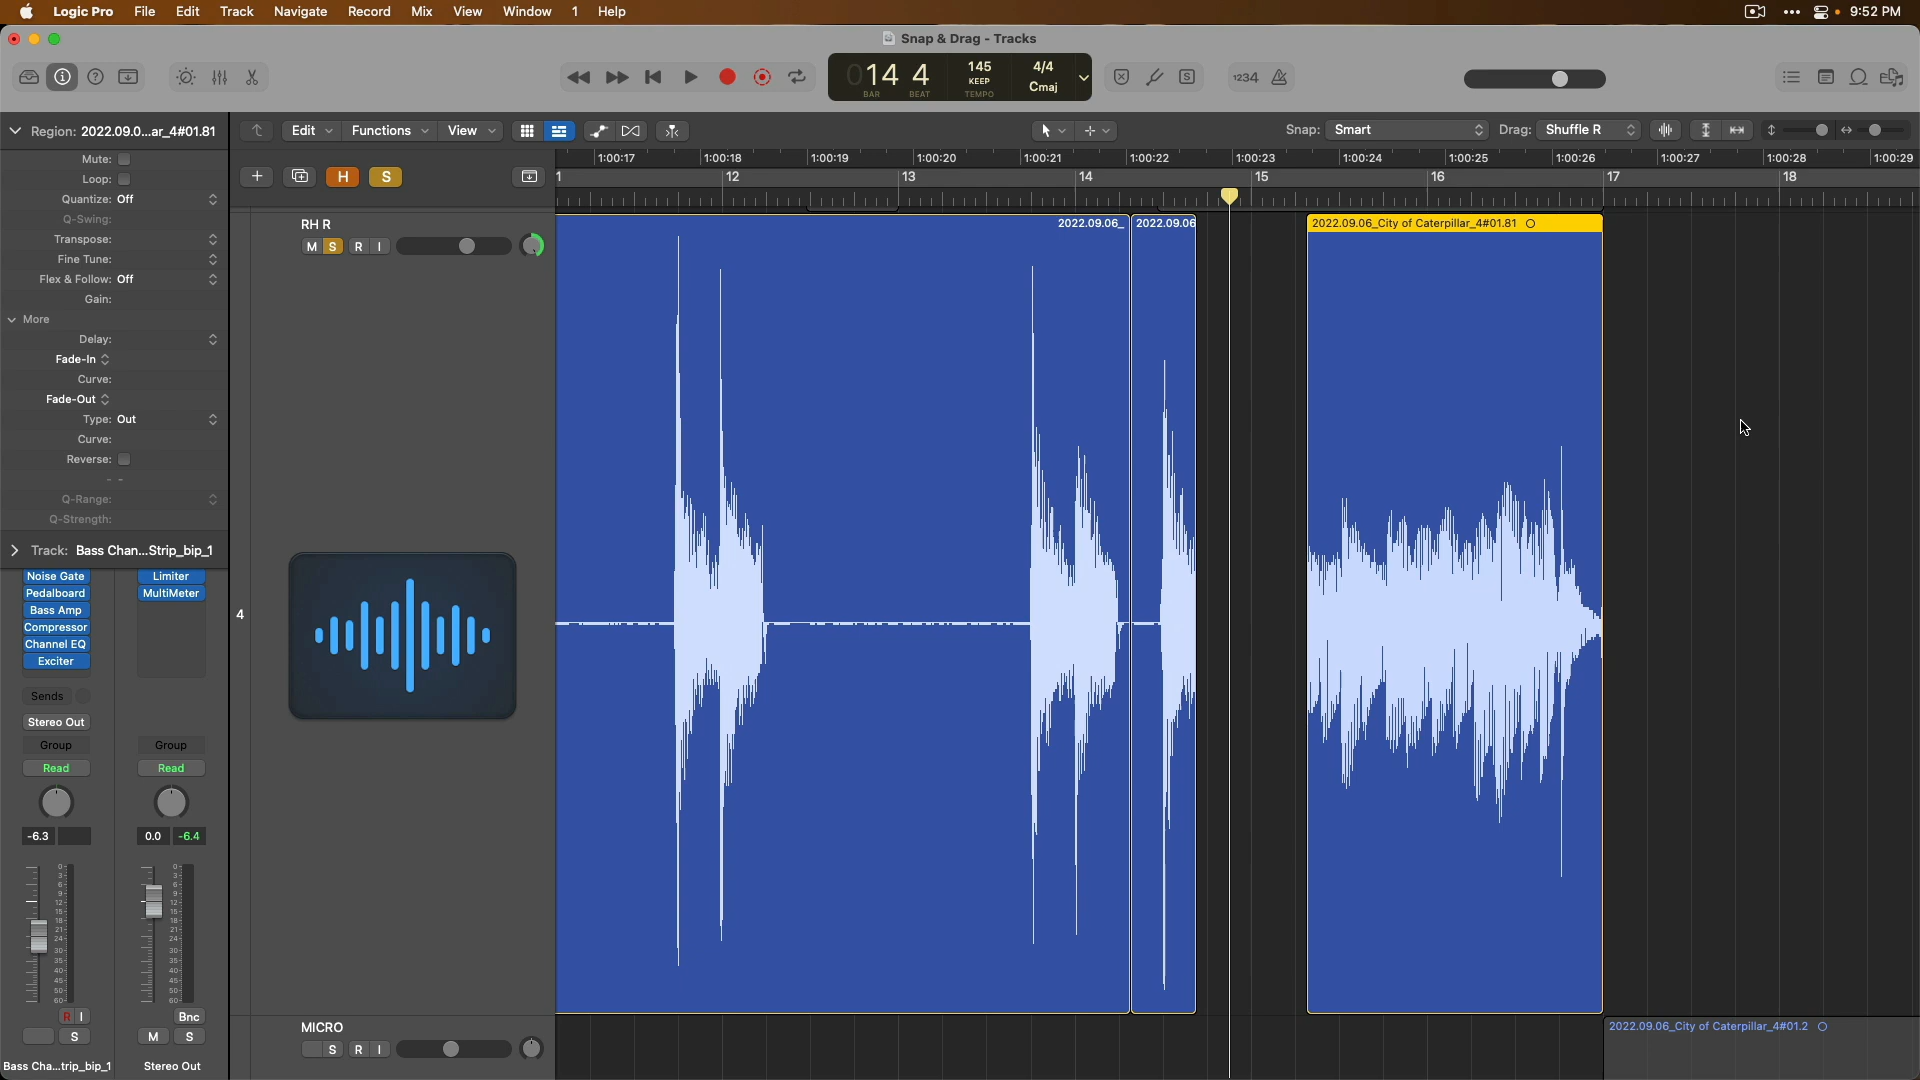 Logic Pro File Edit Track Navigate Record Mix View Window 1 Help 9:52 PM
Snap & Drag - Tracks
014 4 145 KEEP 4/4 Cmaj
BAR BEAT TEMPO
1234
Region: 2022.09.0...ar_4#01.81
Edit Functions View Snap: Smart Drag: Shuffle R
Mute:
Loop:
Quantize: Off
Q-Swing:
Transpose:
Fine Tune:
Flex & Follow: Off
Gain:
More
Delay:
Fade-In
Curve:
Fade-Out
Type: Out
Curve:
Reverse:
Q-Range:
Q-Strength:
Track: Bass Chan...Strip_bip_1
Noise Gate
Pedalboard
Bass Amp
Compressor
Channel EQ
Exciter
Sends
Stereo Out
Group
Read
-6.3
R I
S
Bass Cha...trip_bip_1
Limiter
MultiMeter
Group
Read
0.0 -6.4
Bnc
M S
Stereo Out
H S
1:00:17 1:00:18 1:00:19 1:00:20 1:00:21 1:00:22 1:00:23 1:00:24 1:00:25 1:00:26 1:00:27 1:00:28 1:00:29
1 12 13 14 15 16 17 18
RH R
M S R I
4
2022.09.06_ 2022.09.06 2022.09.06_City of Caterpillar_4#01.81
MICRO
S R I
2022.09.06_City of Caterpillar_4#01.2